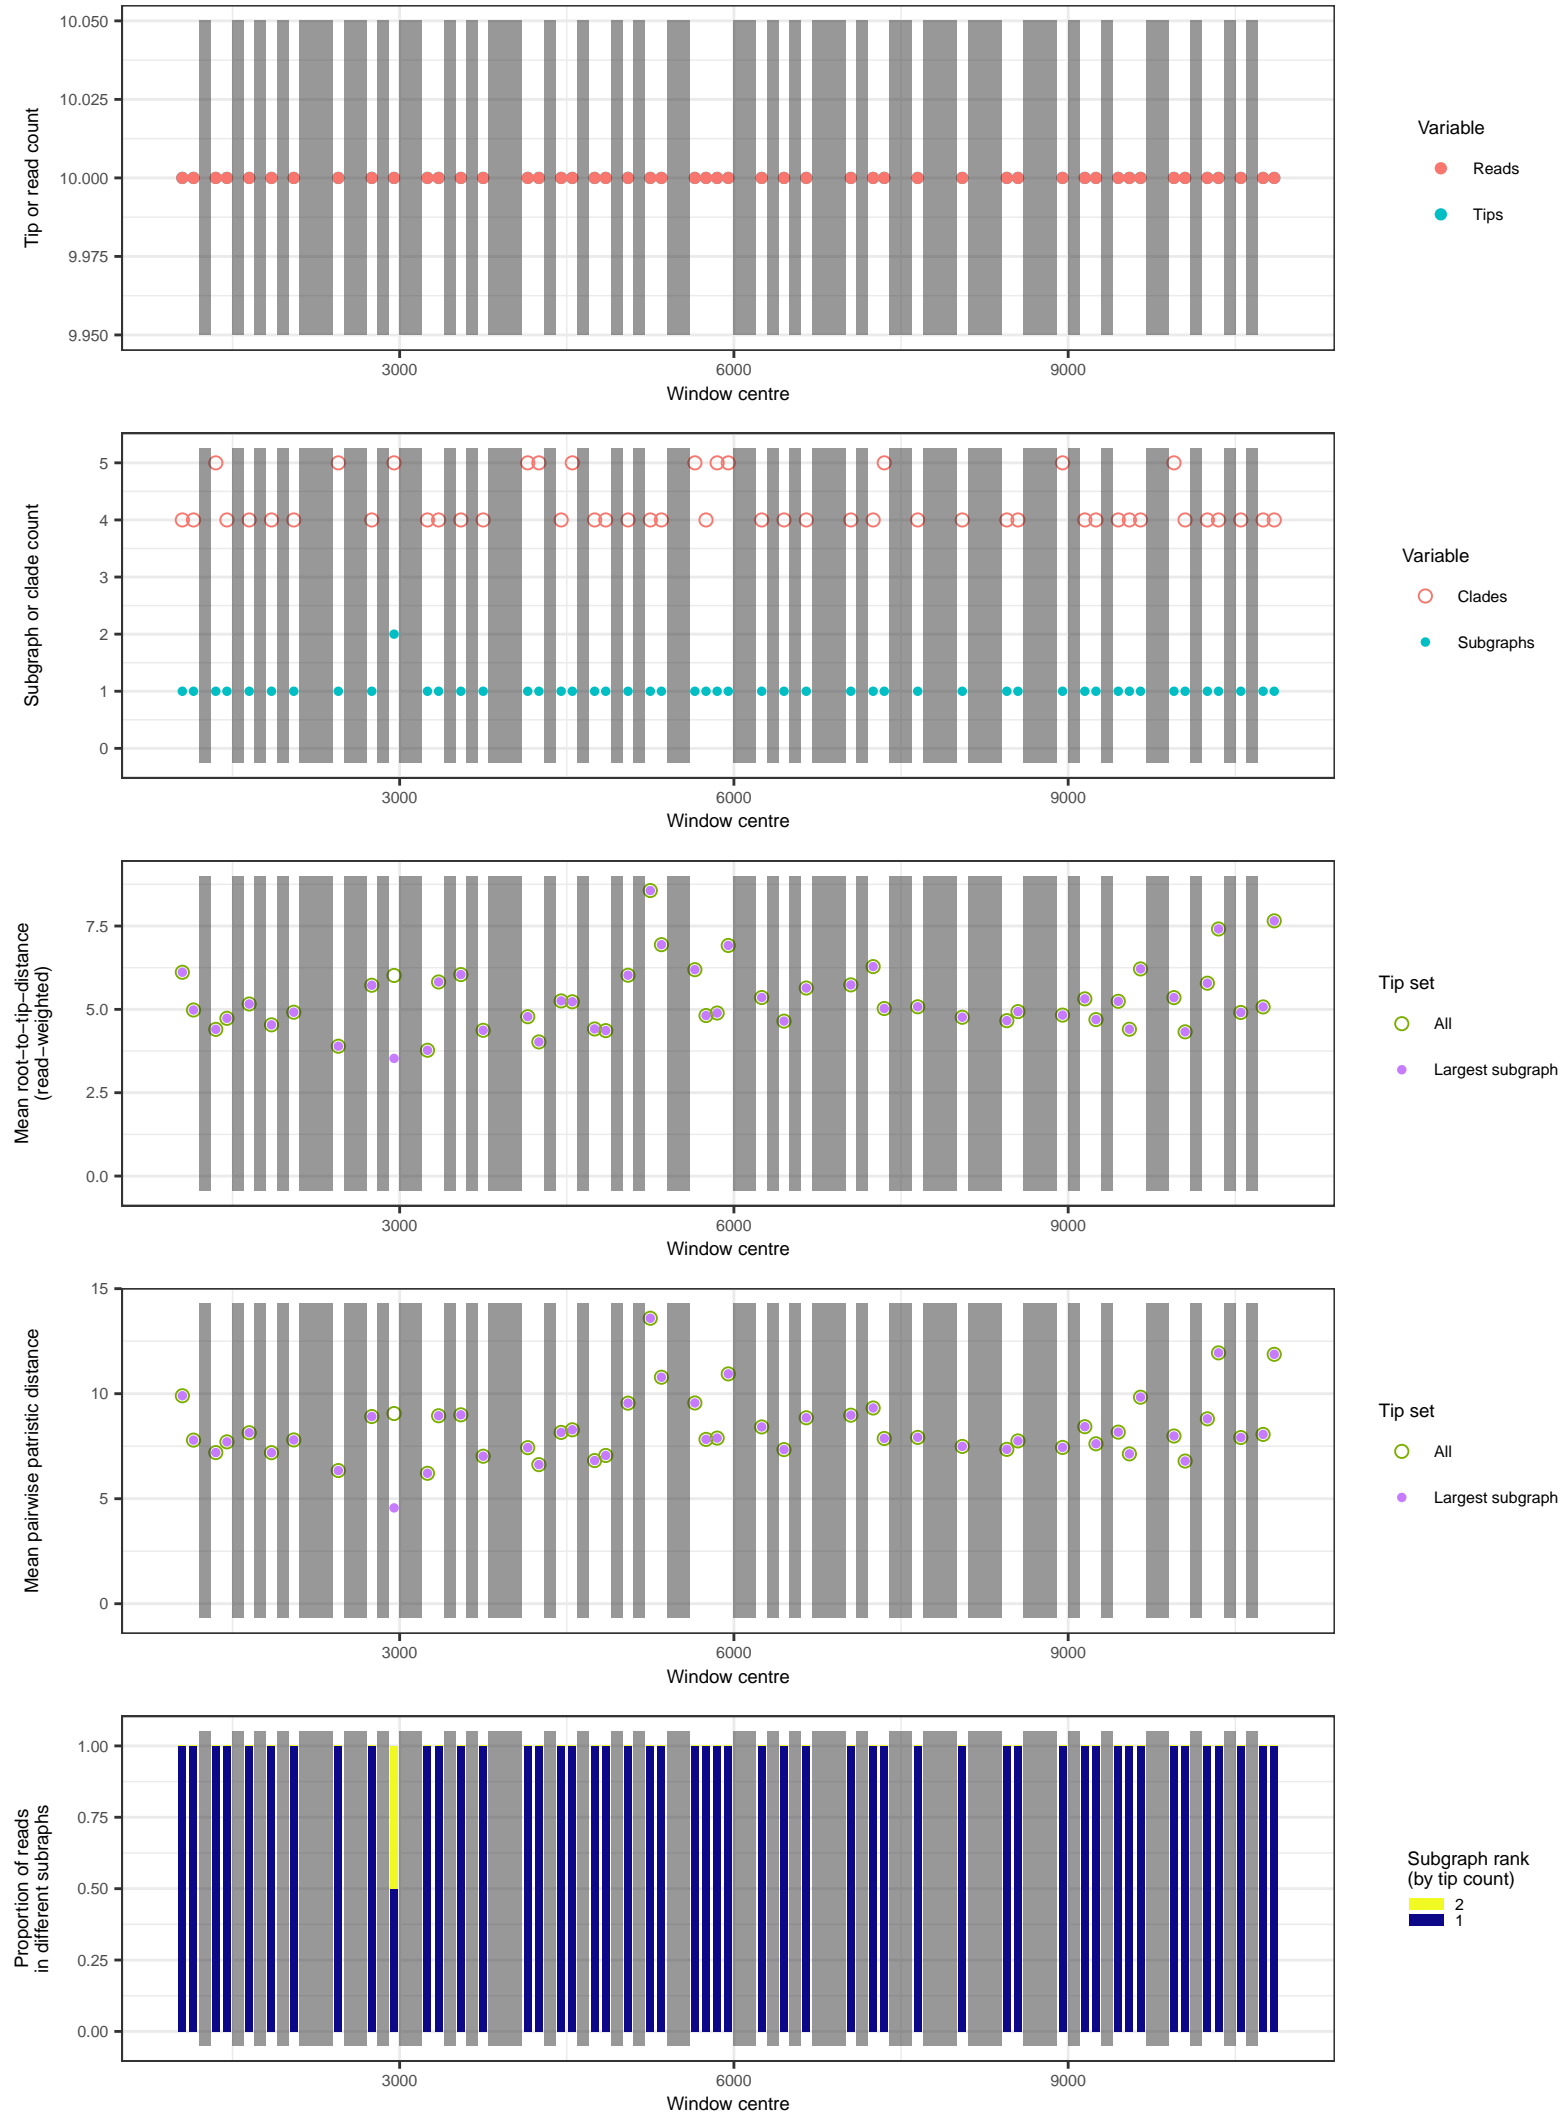 10.050
10.025
10.000
9.975
9.950
Tip or read count
3000 6000 9000
Window centre
Variable
Reads
Tips
5
4
3
2
1
0
Subgraph or clade count
3000 6000 9000
Window centre
Variable
Clades
Subgraphs
7.5
5.0
2.5
0.0
Mean root−to−tip−distance
(read−weighted)
3000 6000 9000
Window centre
Tip set
All
Largest subgraph
15
10
5
0
Mean pairwise patristic distance
3000 6000 9000
Window centre
Tip set
All
Largest subgraph
1.00
0.75
0.50
0.25
0.00
Proportion of reads
in different subraphs
3000 6000 9000
Window centre
Subgraph rank
(by tip count)
2
1